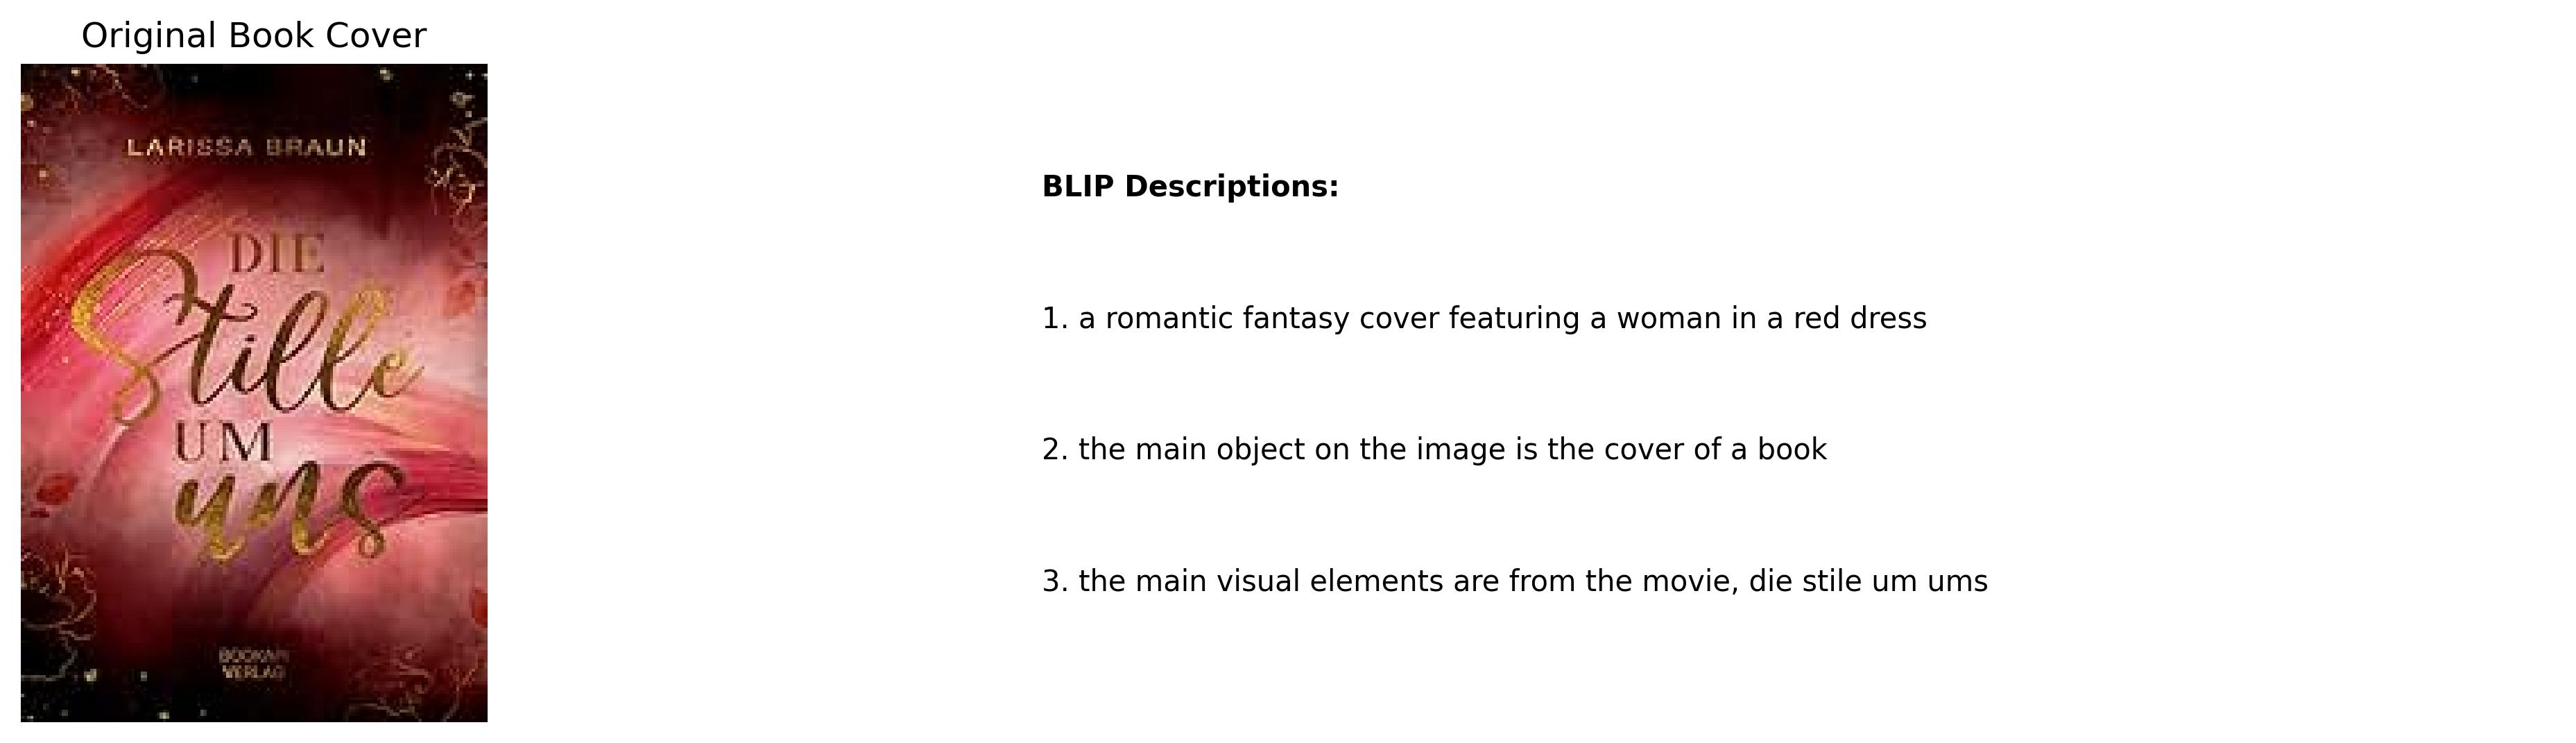 Original Book Cover
LARISSA BRAUN
DIE
Stille
UM
uns
BOOKAPI
VERLAG
BLIP Descriptions:
1. a romantic fantasy cover featuring a woman in a red dress
2. the main object on the image is the cover of a book
3. the main visual elements are from the movie, die stile um ums